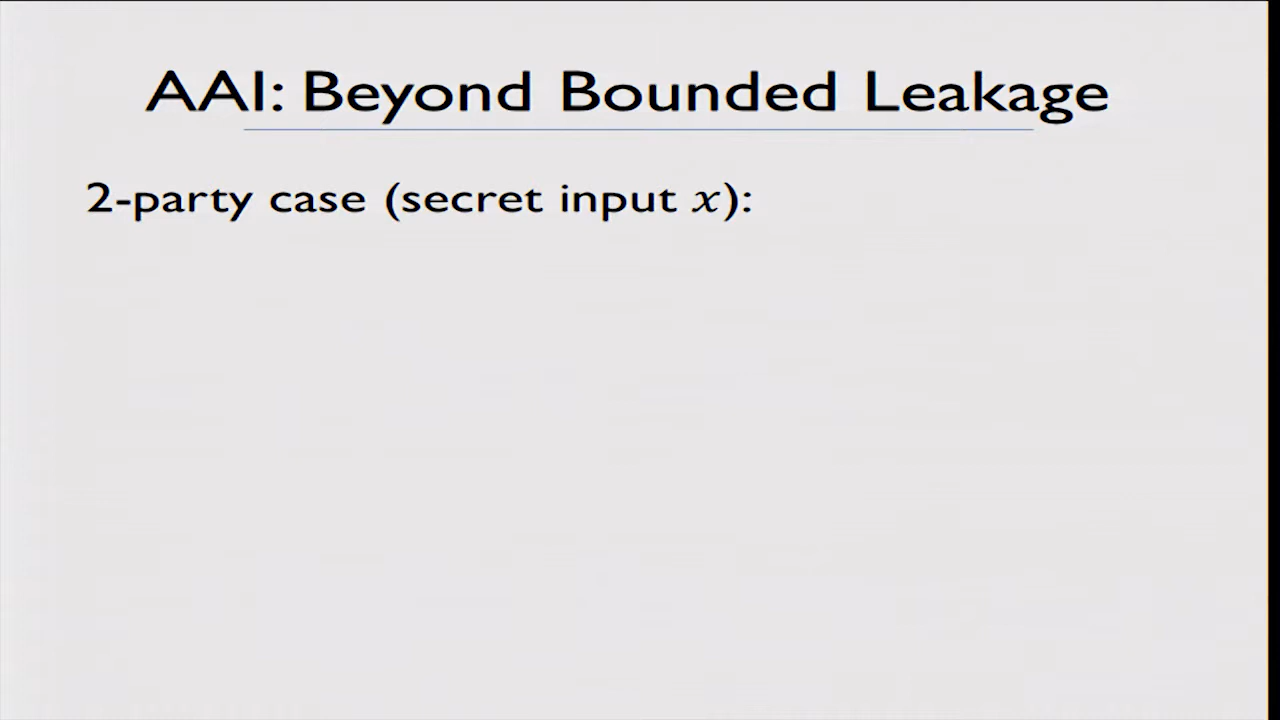 AAI: Beyond Bounded Leakage
2-party case (secret input 𝑥):